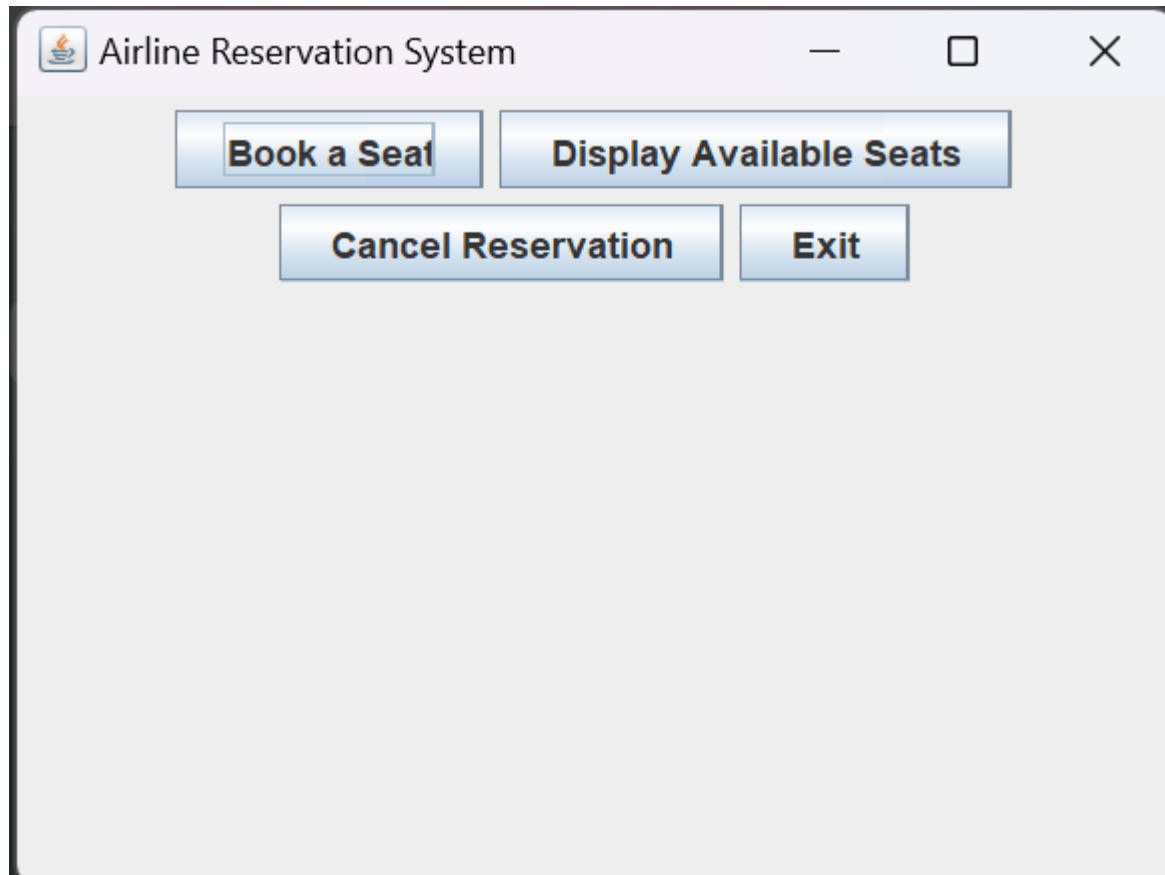 Airline Reservation System
Book a Seat Display Available Seats
Cancel Reservation Exit